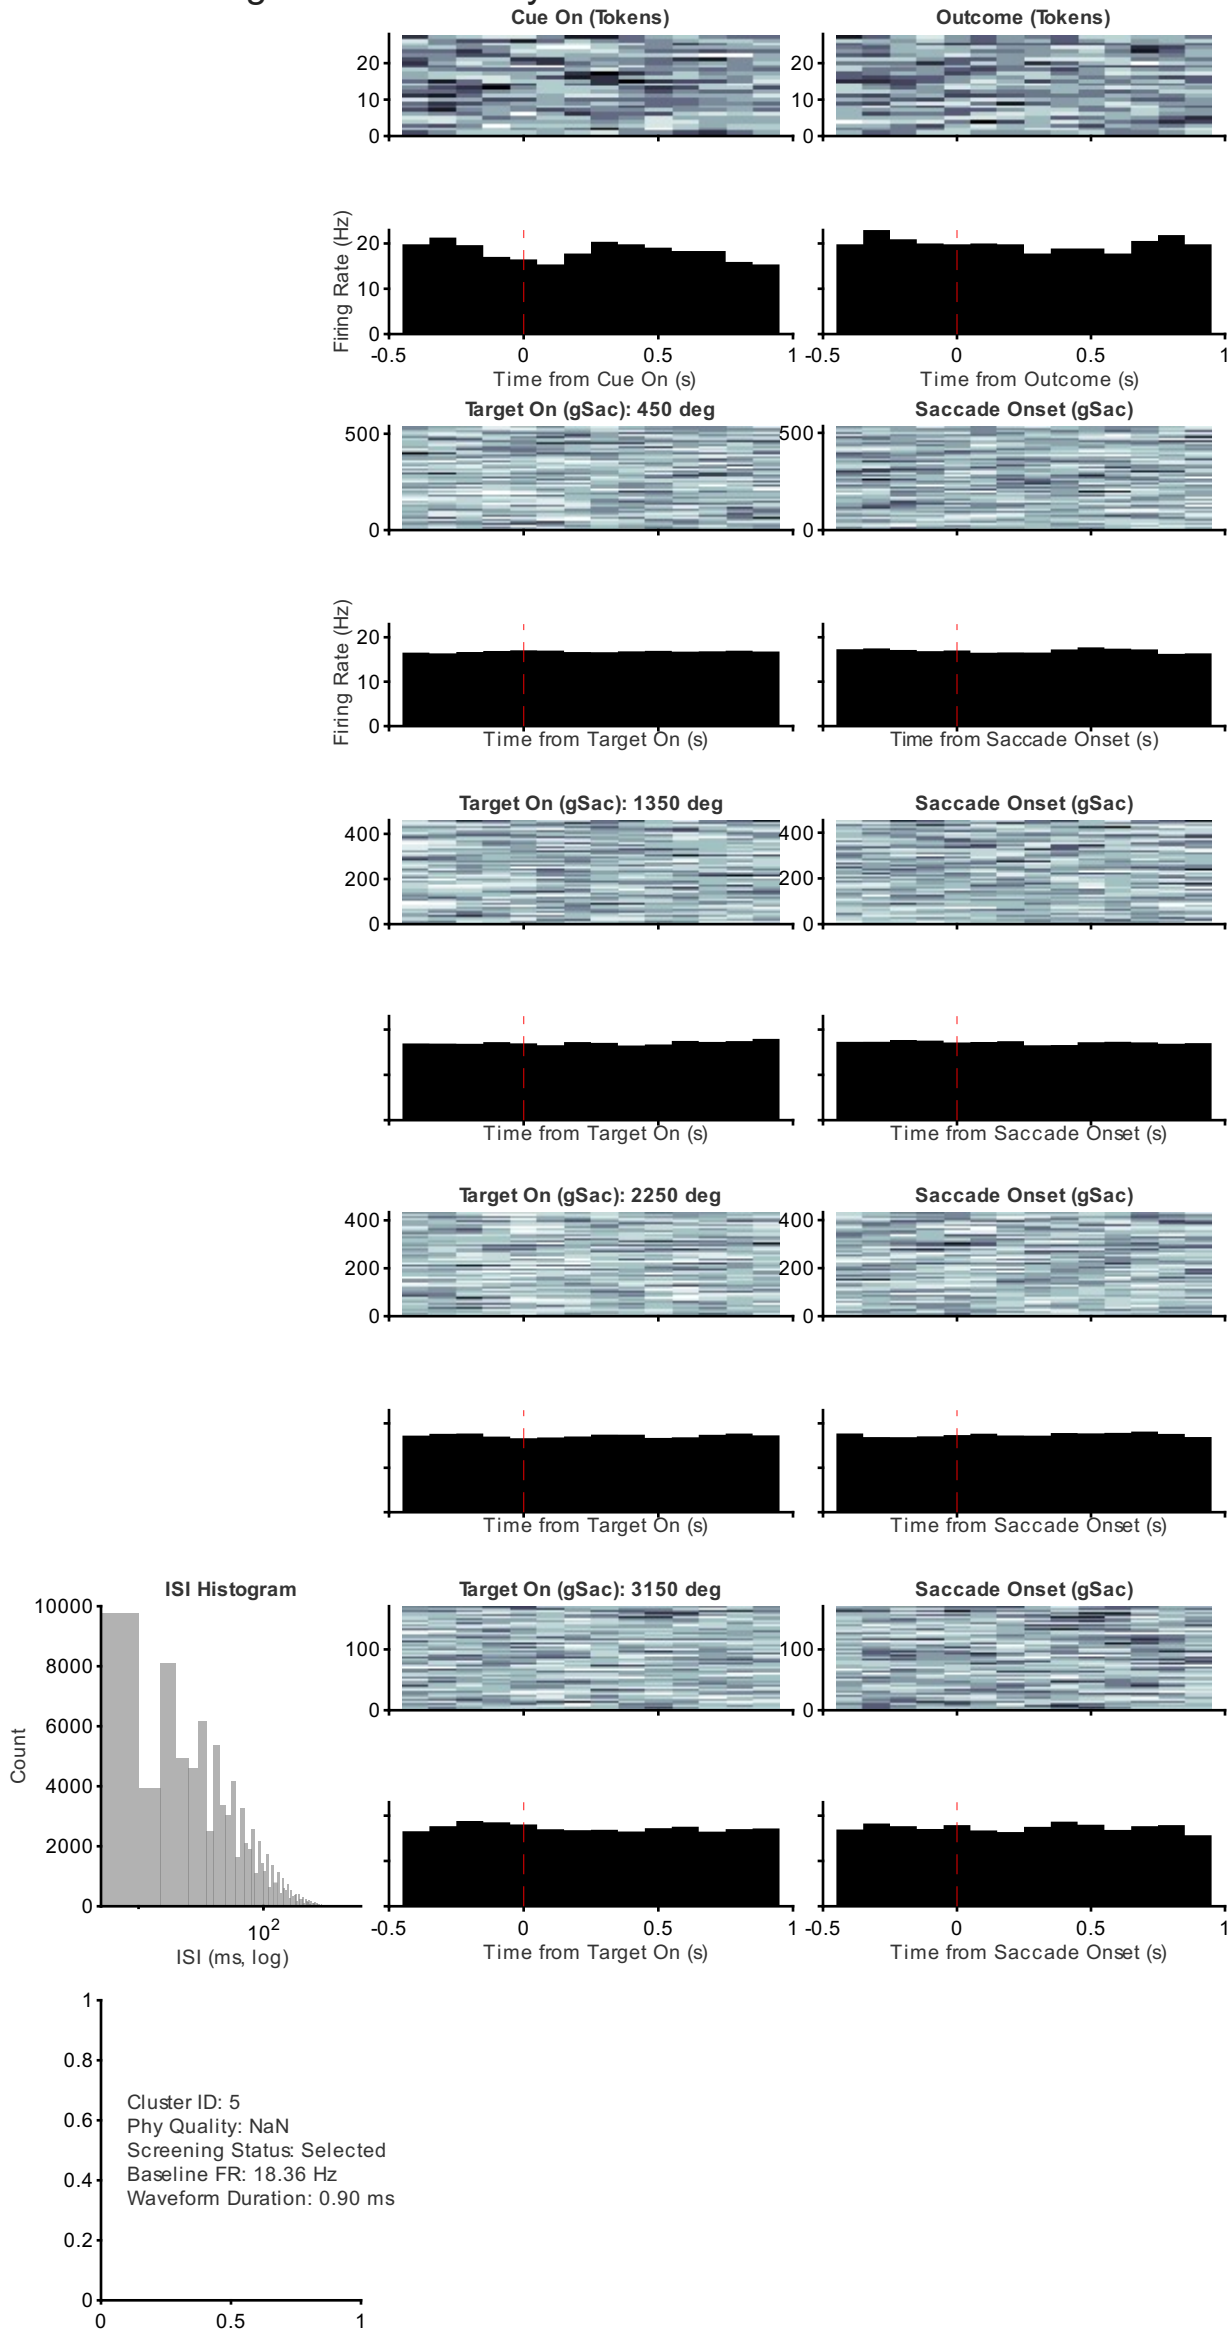 Cue On (Tokens)
Outcome (Tokens)
20
10
0
20
10
0
Firing Rate (Hz)
20
10
0
-0.5
0
0.5
1
-0.5
0
0.5
1
Time from Cue On (s)
Time from Outcome (s)
Target On (gSac): 450 deg
Saccade Onset (gSac)
500
0
500
0
Firing Rate (Hz)
20
10
0
Time from Target On (s)
Time from Saccade Onset (s)
Target On (gSac): 1350 deg
Saccade Onset (gSac)
400
200
0
400
200
0
Time from Target On (s)
Time from Saccade Onset (s)
Target On (gSac): 2250 deg
Saccade Onset (gSac)
400
200
0
400
200
0
Time from Target On (s)
Time from Saccade Onset (s)
ISI Histogram
Target On (gSac): 3150 deg
Saccade Onset (gSac)
10000
8000
6000
4000
2000
0
Count
10²
ISI (ms, log)
100
0
100
0
-0.5
0
0.5
1
-0.5
0
0.5
1
Time from Target On (s)
Time from Saccade Onset (s)
1
0.8
0.6
0.4
0.2
0
Cluster ID: 5
Phy Quality: NaN
Screening Status: Selected
Baseline FR: 18.36 Hz
Waveform Duration: 0.90 ms
0
0.5
1